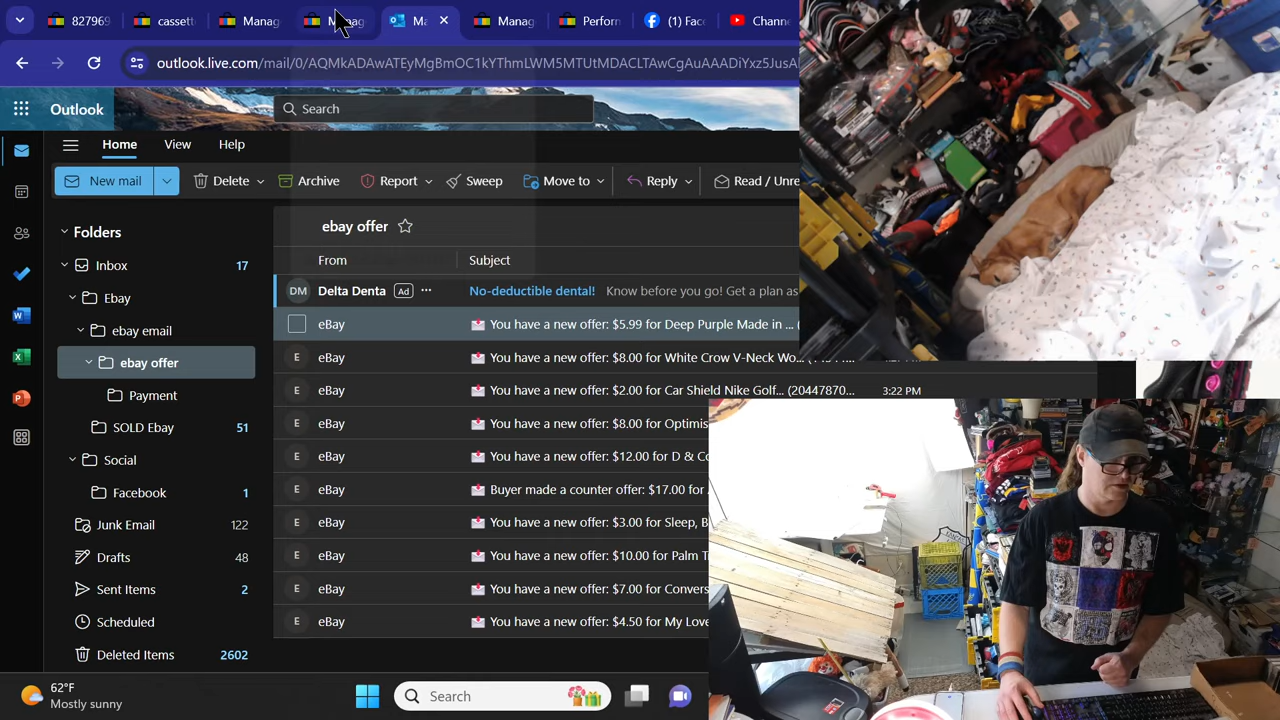 827969
cassett
Manag
Manag
Ma
Manag
Perforn
(1) Fac
Chann
outlook.live.com/mail/0/AQMkADAwATEyMgBmOC1kYThmLWM5MTUtMDACLTAwCgAuAAADiYxz5JusA
Outlook
Search
Home View Help
New mail Delete Archive Report Sweep Move to Reply Read / Unre
Folders
Inbox 17
Ebay
ebay email
ebay offer
Payment
SOLD Ebay 51
Social
Facebook 1
Junk Email 122
Drafts 48
Sent Items 2
Scheduled
Deleted Items 2602
ebay offer
From Subject
DM Delta Denta Ad No-deductible dental! Know before you go! Get a plan as
eBay You have a new offer: $5.99 for Deep Purple Made in ... (
E eBay You have a new offer: $8.00 for White Crow V-Neck Wo...
E eBay You have a new offer: $2.00 for Car Shield Nike Golf... (20447870... 3:22 PM
E eBay You have a new offer: $8.00 for Optimis
E eBay You have a new offer: $12.00 for D & Co
E eBay Buyer made a counter offer: $17.00 for
E eBay You have a new offer: $3.00 for Sleep, B
E eBay You have a new offer: $10.00 for Palm T
E eBay You have a new offer: $7.00 for Convers
E eBay You have a new offer: $4.50 for My Love
62°F
Mostly sunny
Search